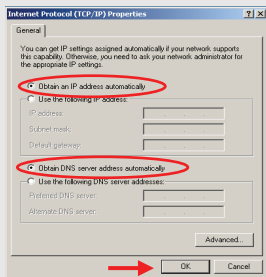 Internet Protocol (TCP/IP) Properties
General
You can get IP settings assigned automatically if your network supports
this capability. Otherwise, you need to ask your network administrator for
the appropriate IP settings.
Obtain an IP address automatically
Use the following IP address:
IP address:
Subnet mask:
Default gateway:
Obtain DNS server address automatically
Use the following DNS server addresses:
Preferred DNS server:
Alternate DNS server:
Advanced...
OK Cancel